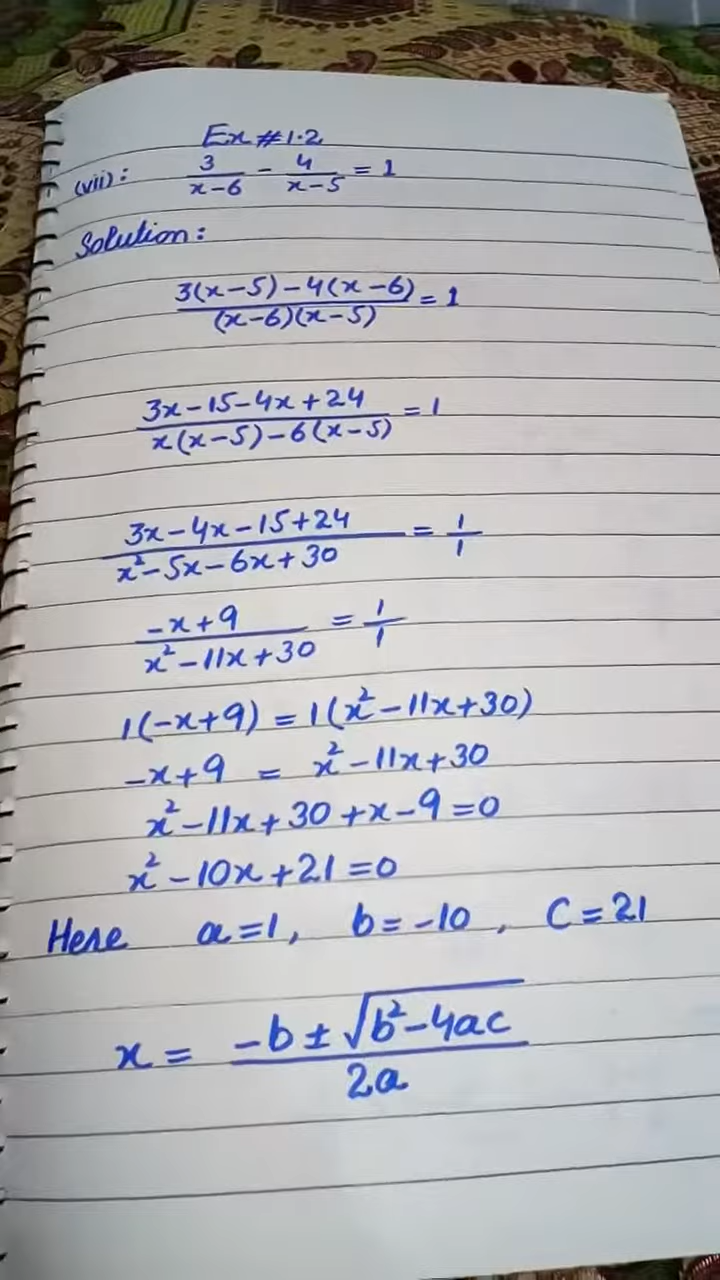 Ex #1.2
(vii): 3/(x-6) - 4/(x-5) = 1
Solution:
(3(x-5)-4(x-6))/((x-6)(x-5)) = 1
(3x-15-4x+24)/(x(x-5)-6(x-5)) = 1
(3x-4x-15+24)/(x²-5x-6x+30) = 1/1
(-x+9)/(x²-11x+30) = 1/1
1(-x+9) = 1(x²-11x+30)
-x+9 = x²-11x+30
x²-11x+30+x-9=0
x²-10x+21=0
Here a=1, b=-10, C=21
x = (-b±√(b²-4ac))/(2a)